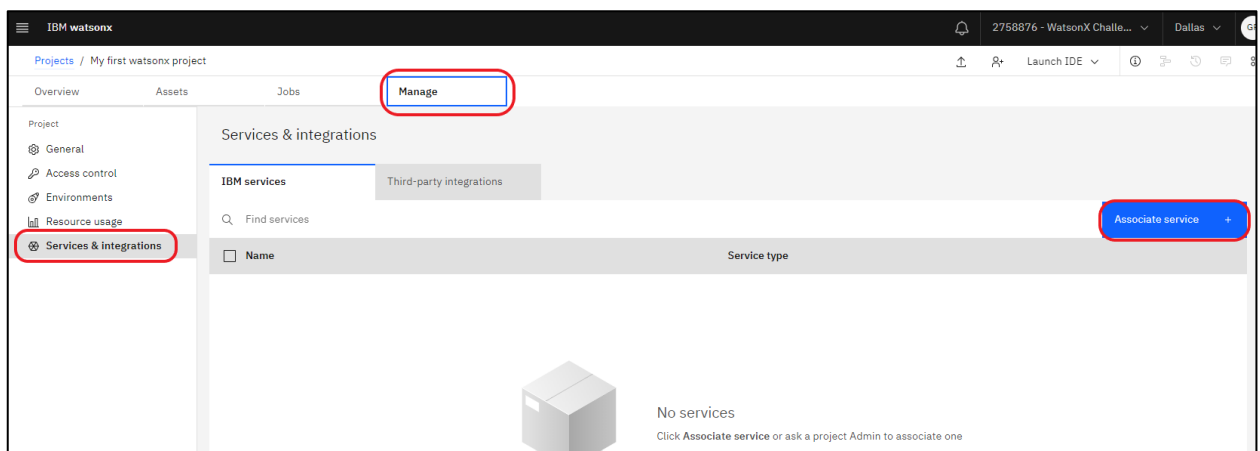 IBM watsonx
2758876 - WatsonX Challe...
Dallas
Projects / My first watsonx project
Launch IDE
Overview
Assets
Jobs
Manage
Project
General
Access control
Environments
Resource usage
Services & integrations
Services & integrations
IBM services
Third-party integrations
Find services
Associate service +
Name
Service type
No services
Click Associate service or ask a project Admin to associate one